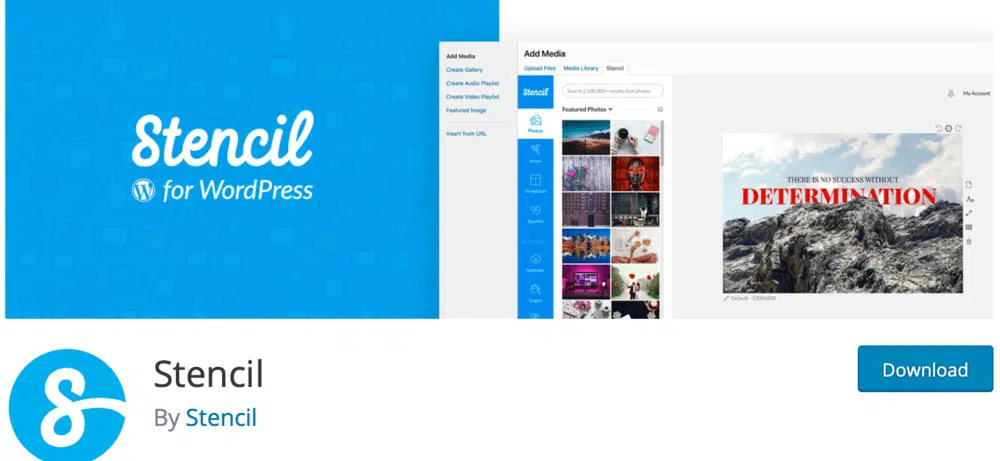 Stencil
for WordPress
Add Media
Create Gallery
Create Audio Playlist
Create Video Playlist
Featured Image
Insert from URL
Add Media
Upload Files Media Library Stencil
Stencil
Search 2,100,000+ royalty-free photos
My Account
Featured Photos
Photos
Icons
Templates
Quotes
Uploads
Logos
THERE IS NO SUCCESS WITHOUT
DETERMINATION
Default - 1200x800
Stencil
By Stencil
Download